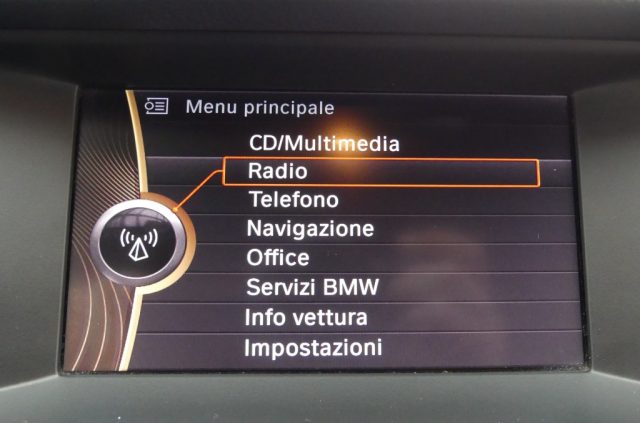 Menu principale
CD/Multimedia
Radio
Telefono
Navigazione
Office
Servizi BMW
Info vettura
Impostazioni